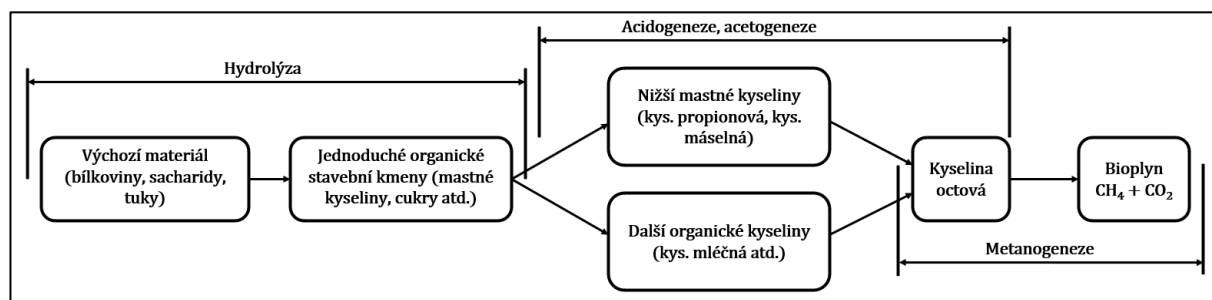 Acidogeneze, acetogeneze
Hydrolýza
Výchozí materiál
(bílkoviny, sacharidy,
tuky)
Jednoduché organické
stavební kmeny (mastné
kyseliny, cukry atd.)
Nižší mastné kyseliny
(kys. propionová, kys.
máselná)
Další organické kyseliny
(kys. mléčná atd.)
Kyselina
octová
Bioplyn
CH₄ + CO₂
Metanogeneze